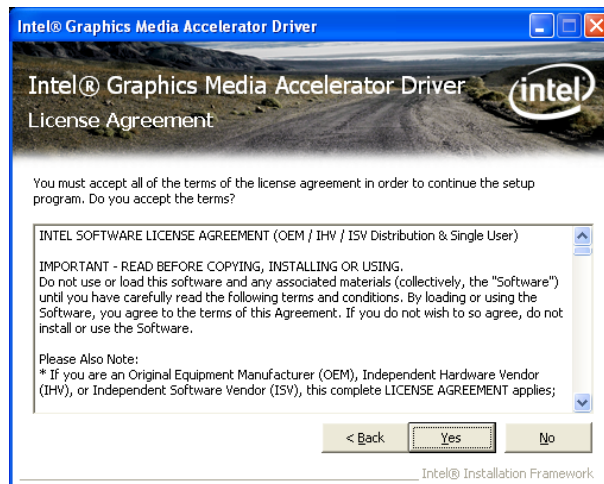 Intel® Graphics Media Accelerator Driver
Intel® Graphics Media Accelerator Driver
License Agreement
intel
You must accept all of the terms of the license agreement in order to continue the setup
program. Do you accept the terms?
INTEL SOFTWARE LICENSE AGREEMENT (OEM / IHV / ISV Distribution & Single User)
IMPORTANT - READ BEFORE COPYING, INSTALLING OR USING.
Do not use or load this software and any associated materials (collectively, the "Software")
until you have carefully read the following terms and conditions. By loading or using the
Software, you agree to the terms of this Agreement. If you do not wish to so agree, do not
install or use the Software.
Please Also Note:
* If you are an Original Equipment Manufacturer (OEM), Independent Hardware Vendor
(IHV), or Independent Software Vendor (ISV), this complete LICENSE AGREEMENT applies;
< Back
Yes
No
Intel® Installation Framework